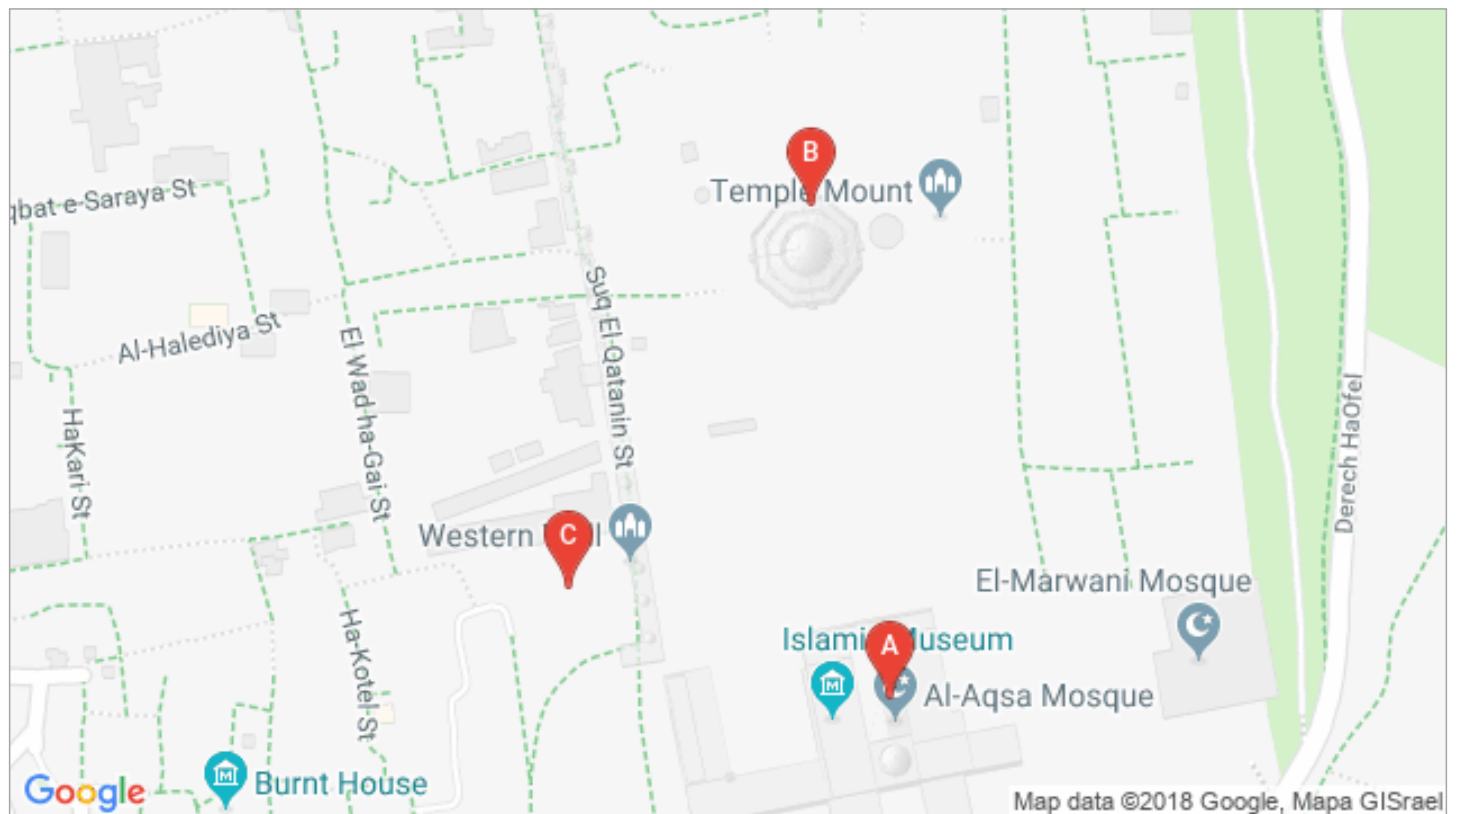 B
Temple Mount
qbat e-Saraya St
Suq El Qatanin St
Al-Halediya St
El Wad ha-Gai St
HaKari St
Derech HaOfel
Western ll
C
El-Marwani Mosque
Islami Museum
A
Al-Aqsa Mosque
Ha-Kotel St
M
M
Burnt House
Google
Map data ©2018 Google, Mapa GISrael